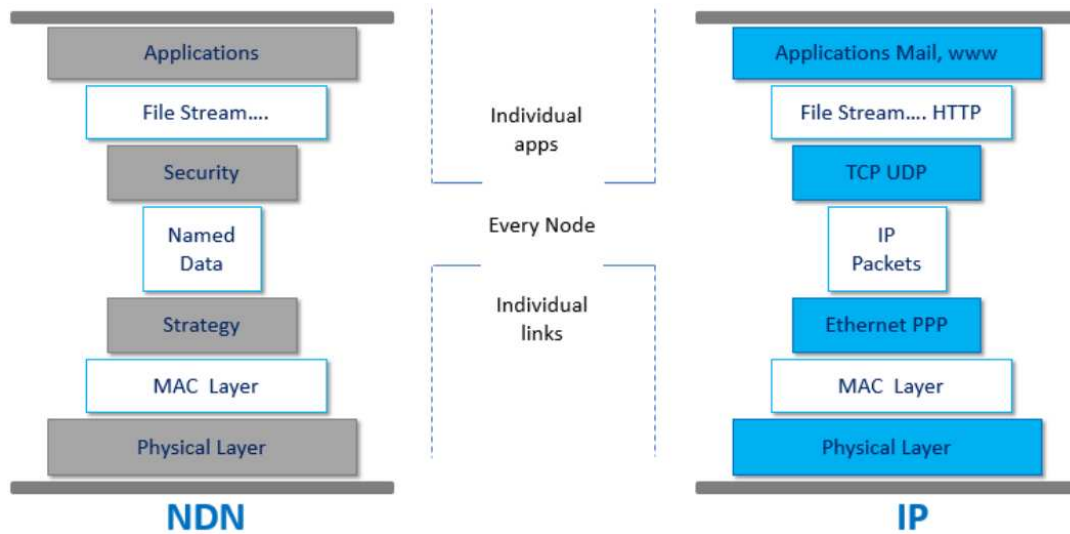 Applications
File Stream....
Security
Named
Data
Strategy
MAC Layer
Physical Layer
NDN
Individual
apps
Every Node
Individual
links
Applications Mail, www
File Stream.... HTTP
TCP UDP
IP
Packets
Ethernet PPP
MAC Layer
Physical Layer
IP